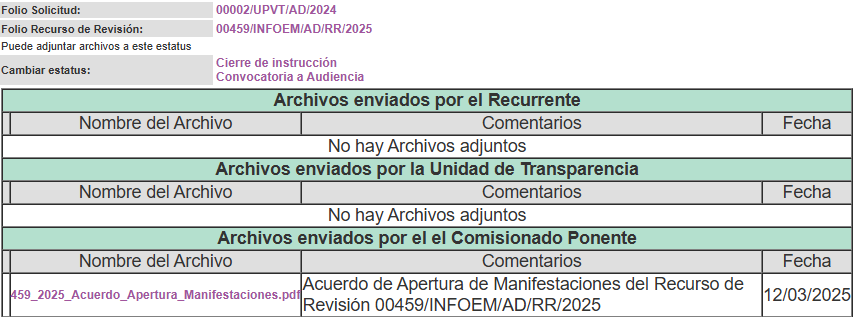 Folio Solicitud: 00002/UPVT/AD/2024
Folio Recurso de Revisión: 00459/INFOEM/AD/RR/2025
Puede adjuntar archivos a este estatus
Cambiar estatus: Cierre de instrucción
Convocatoria a Audiencia
Archivos enviados por el Recurrente
Nombre del Archivo Comentarios Fecha
No hay Archivos adjuntos
Archivos enviados por la Unidad de Transparencia
Nombre del Archivo Comentarios Fecha
No hay Archivos adjuntos
Archivos enviados por el el Comisionado Ponente
Nombre del Archivo Comentarios Fecha
459_2025_Acuerdo_Apertura_Manifestaciones.pdf Acuerdo de Apertura de Manifestaciones del Recurso de 12/03/2025
Revisión 00459/INFOEM/AD/RR/2025